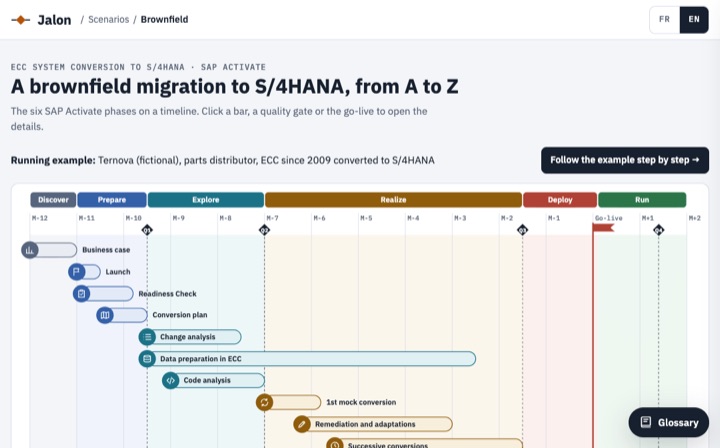 Jalon / Scenarios / Brownfield
FR EN
ECC SYSTEM CONVERSION TO S/4HANA · SAP ACTIVATE
A brownfield migration to S/4HANA, from A to Z
The six SAP Activate phases on a timeline. Click a bar, a quality gate or the go-live to open the
details.
Running example: Ternova (fictional), parts distributor, ECC since 2009 converted to S/4HANA
Follow the example step by step →
Discover Prepare Explore Realize Deploy Run
M-12 M-11 M-10 M-9 M-8 M-7 M-6 M-5 M-4 M-3 M-2 M-1 Go-live M+1 M+2
Q1 Q2 Q3 Q4
Business case
Launch
Readiness Check
Conversion plan
Change analysis
Data preparation in ECC
Code analysis
1st mock conversion
Remediation and adaptations
Successive conversions
Glossary